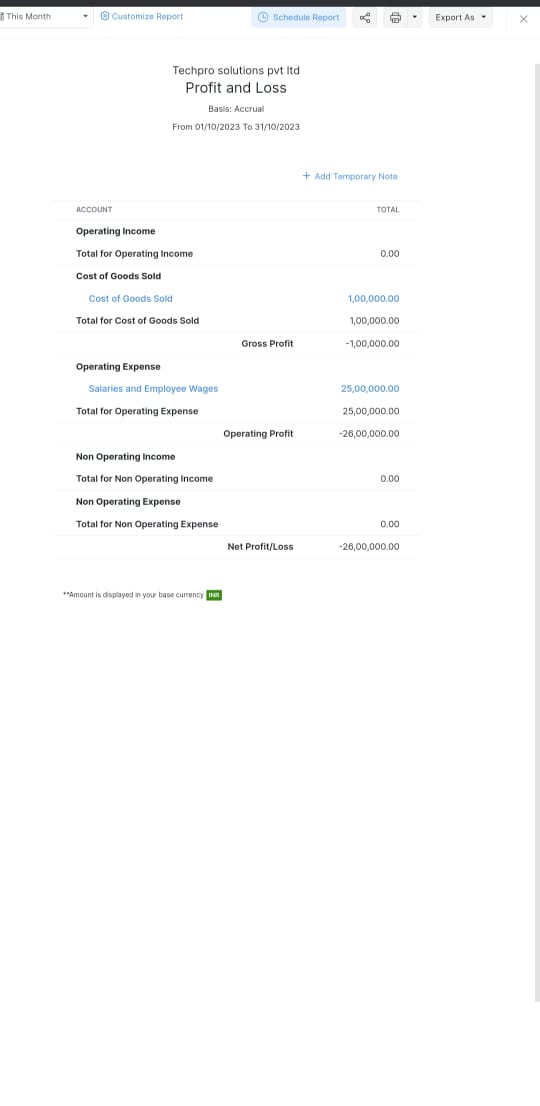 This Month Customize Report Schedule Report Export As
Techpro solutions pvt ltd
Profit and Loss
Basis: Accrual
From 01/10/2023 To 31/10/2023
+ Add Temporary Note
ACCOUNT TOTAL
Operating Income
Total for Operating Income 0.00
Cost of Goods Sold
Cost of Goods Sold 1,00,000.00
Total for Cost of Goods Sold 1,00,000.00
Gross Profit -1,00,000.00
Operating Expense
Salaries and Employee Wages 25,00,000.00
Total for Operating Expense 25,00,000.00
Operating Profit -26,00,000.00
Non Operating Income
Total for Non Operating Income 0.00
Non Operating Expense
Total for Non Operating Expense 0.00
Net Profit/Loss -26,00,000.00
**Amount is displayed in your base currency INR